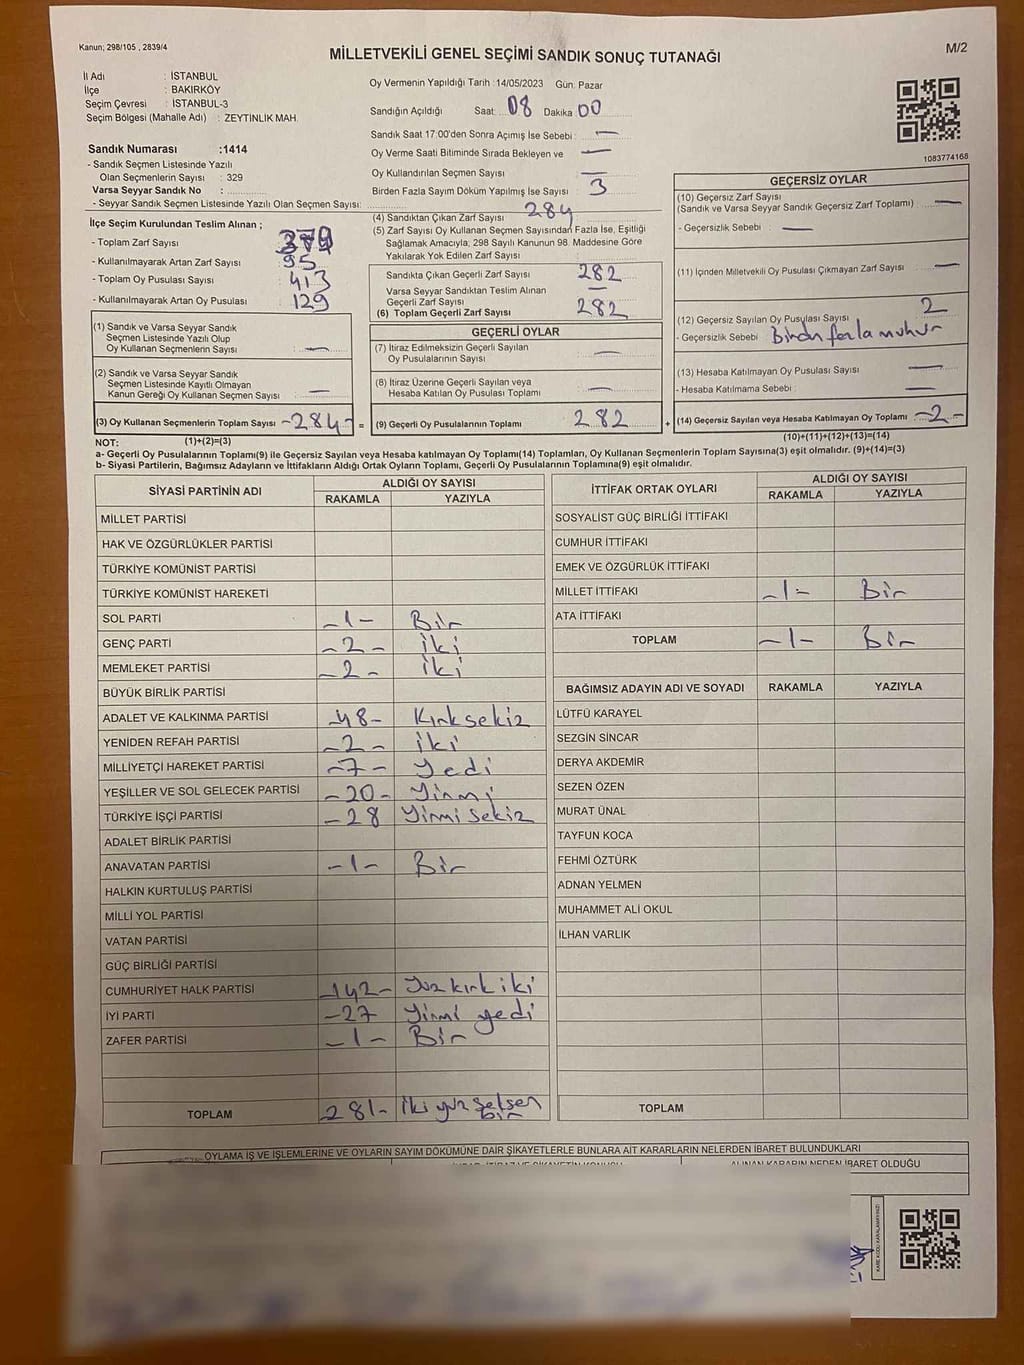 Kanun; 298/105 , 2839/4
MİLLETVEKİLİ GENEL SEÇİMİ SANDIK SONUÇ TUTANAĞI
M/2
İl Adı : İSTANBUL
İlçe : BAKIRKÖY
Seçim Çevresi : İSTANBUL-3
Seçim Bölgesi (Mahalle Adı) : ZEYTİNLİK MAH.
Sandık Numarası :1414
- Sandık Seçmen Listesinde Yazılı
Olan Seçmenlerin Sayısı : 329
Varsa Seyyar Sandık No :
- Seyyar Sandık Seçmen Listesinde Yazılı Olan Seçmen Sayısı:
İlçe Seçim Kurulundan Teslim Alınan ;
- Toplam Zarf Sayısı : 379
- Kullanılmayarak Artan Zarf Sayısı : 95
- Toplam Oy Pusulası Sayısı : 413
- Kullanılmayarak Artan Oy Pusulası : 129
Oy Vermenin Yapıldığı Tarih :14/05/2023 Gün: Pazar
Sandığın Açıldığı Saat: 08 Dakika: 00
Sandık Saat 17:00'den Sonra Açımış İse Sebebi : —
Oy Verme Saati Bitiminde Sırada Bekleyen ve —
Oy Kullandırılan Seçmen Sayısı : —
Birden Fazla Sayım Döküm Yapılmış İse Sayısı : 3
(4) Sandıktan Çıkan Zarf Sayısı : 284
(5) Zarf Sayısı Oy Kullanan Seçmen Sayısından Fazla İse, Eşitliği
Sağlamak Amacıyla; 298 Sayılı Kanunun 98. Maddesine Göre
Yakılarak Yok Edilen Zarf Sayısı :
Sandıkta Çıkan Geçerli Zarf Sayısı : 282
Varsa Seyyar Sandıktan Teslim Alınan
Geçerli Zarf Sayısı : —
(6) Toplam Geçerli Zarf Sayısı : 282
1083774168
GEÇERSİZ OYLAR
(10) Geçersiz Zarf Sayısı
(Sandık ve Varsa Seyyar Sandık Geçersiz Zarf Toplamı) : —
- Geçersizlik Sebebi : —
(11) İçinden Milletvekili Oy Pusulası Çıkmayan Zarf Sayısı : —
(12) Geçersiz Sayılan Oy Pusulası Sayısı : 2
- Geçersizlik Sebebi : Birdn fazla muhur
(13) Hesaba Katılmayan Oy Pusulası Sayısı : —
- Hesaba Katılmama Sebebi : —
(14) Geçersiz Sayılan veya Hesaba Katılmayan Oy Toplamı : -2-
(10)+(11)+(12)+(13)=(14)
(1) Sandık ve Varsa Seyyar Sandık
Seçmen Listesinde Yazılı Olup
Oy Kullanan Seçmenlerin Sayısı : —
(2) Sandık ve Varsa Seyyar Sandık
Seçmen Listesinde Kayıtlı Olmayan
Kanun Gereği Oy Kullanan Seçmen Sayısı : —
(3) Oy Kullanan Seçmenlerin Toplam Sayısı : -284- =
GEÇERLİ OYLAR
(7) İtiraz Edilmeksizin Geçerli Sayılan
Oy Pusulalarının Sayısı : —
(8) İtiraz Üzerine Geçerli Sayılan veya
Hesaba Katılan Oy Pusulası Toplamı : —
(9) Geçerli Oy Pusulalarının Toplamı : 282 +
NOT: (1)+(2)=(3)
a- Geçerli Oy Pusulalarının Toplamı(9) ile Geçersiz Sayılan veya Hesaba katılmayan Oy Toplamı(14) Toplamları, Oy Kullanan Seçmenlerin Toplam Sayısına(3) eşit olmalıdır. (9)+(14)=(3)
b- Siyasi Partilerin, Bağımsız Adayların ve İttifakların Aldığı Ortak Oyların Toplamı, Geçerli Oy Pusulalarının Toplamına(9) eşit olmalıdır.
SİYASİ PARTİNİN ADI ALDIĞI OY SAYISI
RAKAMLA YAZIYLA
MİLLET PARTİSİ
HAK VE ÖZGÜRLÜKLER PARTİSİ
TÜRKİYE KOMÜNİST PARTİSİ
TÜRKİYE KOMÜNİST HAREKETİ
SOL PARTİ -1- Bir
GENÇ PARTİ -2- İki
MEMLEKET PARTİSİ -2- İki
BÜYÜK BİRLİK PARTİSİ
ADALET VE KALKINMA PARTİSİ -48- Kırksekiz
YENİDEN REFAH PARTİSİ -2- İki
MİLLİYETÇİ HAREKET PARTİSİ -7- Yedi
YEŞİLLER VE SOL GELECEK PARTİSİ -20- Yirmi
TÜRKİYE İŞÇİ PARTİSİ -28 Yirmi Sekiz
ADALET BİRLİK PARTİSİ
ANAVATAN PARTİSİ -1- Bir
HALKIN KURTULUŞ PARTİSİ
MİLLİ YOL PARTİSİ
VATAN PARTİSİ
GÜÇ BİRLİĞİ PARTİSİ
CUMHURİYET HALK PARTİSİ -142- Yüz kırk iki
İYİ PARTİ -27 Yirmi yedi
ZAFER PARTİSİ -1- Bir
TOPLAM 281- İki yüz seksen bir
İTTİFAK ORTAK OYLARI ALDIĞI OY SAYISI
RAKAMLA YAZIYLA
SOSYALİST GÜÇ BİRLİĞİ İTTİFAKI
CUMHUR İTTİFAKI
EMEK VE ÖZGÜRLÜK İTTİFAKI
MİLLET İTTİFAKI -1- Bir
ATA İTTİFAKI
TOPLAM -1- Bir
BAĞIMSIZ ADAYIN ADI VE SOYADI RAKAMLA YAZIYLA
LÜTFÜ KARAYEL
SEZGİN SİNCAR
DERYA AKDEMİR
SEZEN ÖZEN
MURAT ÜNAL
TAYFUN KOCA
FEHMİ ÖZTÜRK
ADNAN YELMEN
MUHAMMET ALİ OKUL
İLHAN VARLIK
TOPLAM
OYLAMA İŞ VE İŞLEMLERİNE VE OYLARIN SAYIM DÖKÜMÜNE DAİR ŞİKAYETLERLE BUNLARA AİT KARARLARIN NELERDEN İBARET BULUNDUKLARI
ALINAN KARARIN NEDEN İBARET OLDUĞU